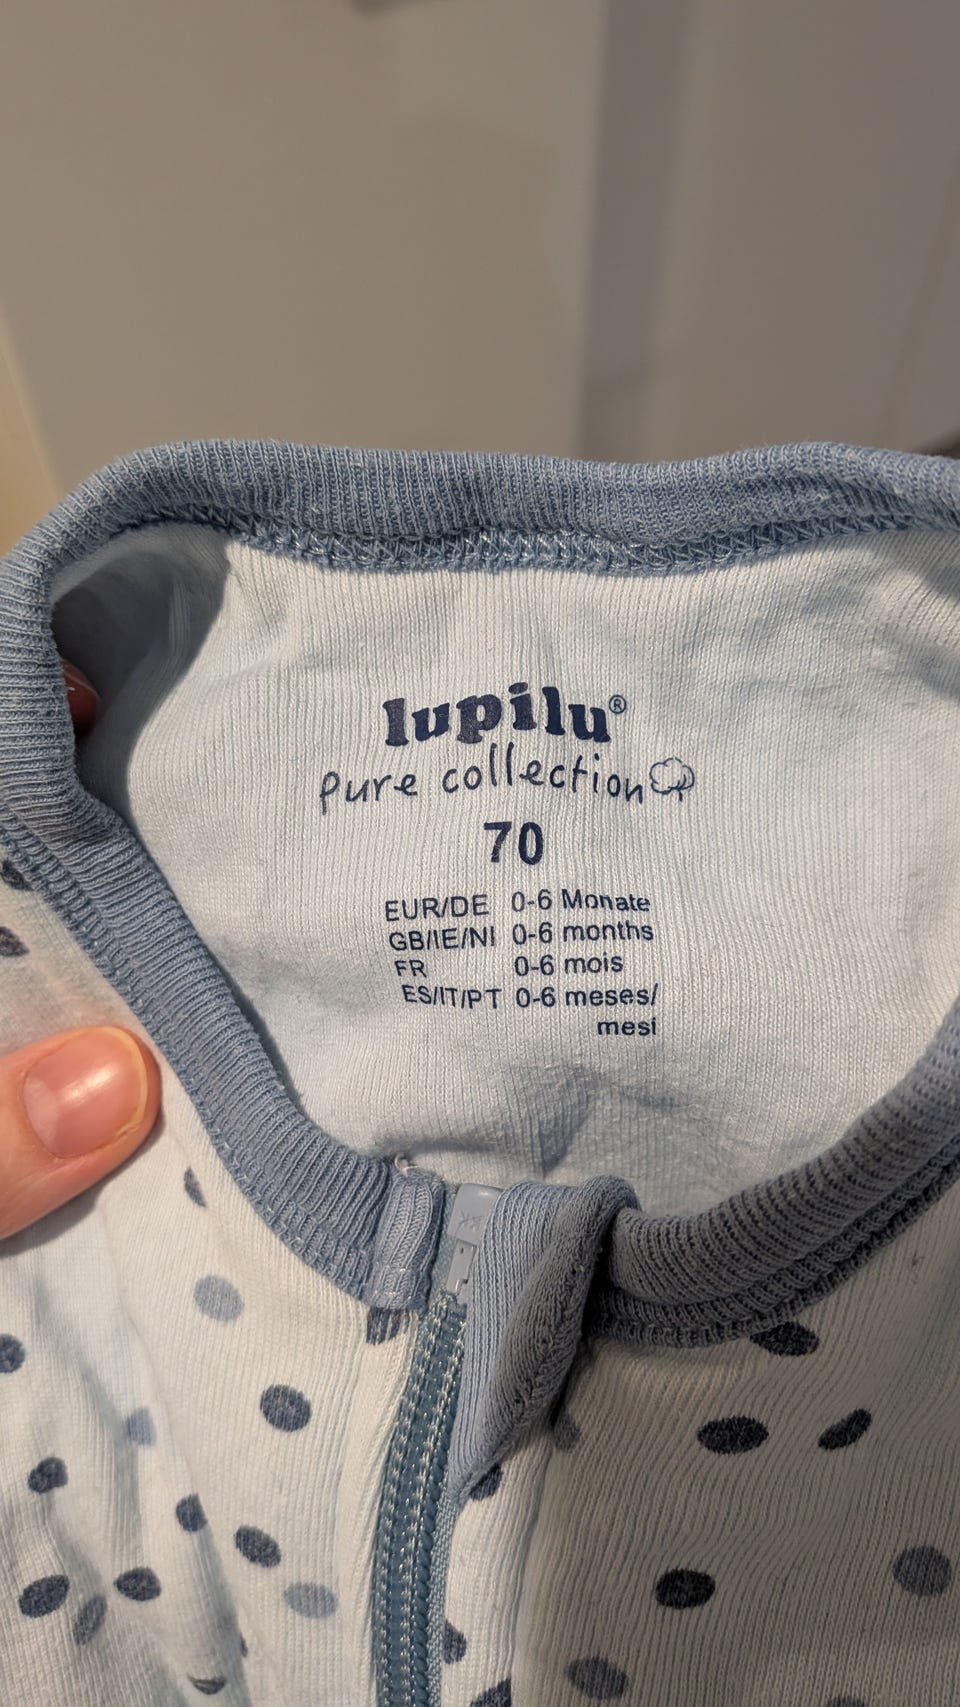 lupilu®
pure collection
70
EUR/DE 0-6 Monate
GB/IE/NI 0-6 months
FR 0-6 mois
ES/IT/PT 0-6 meses/
mesi